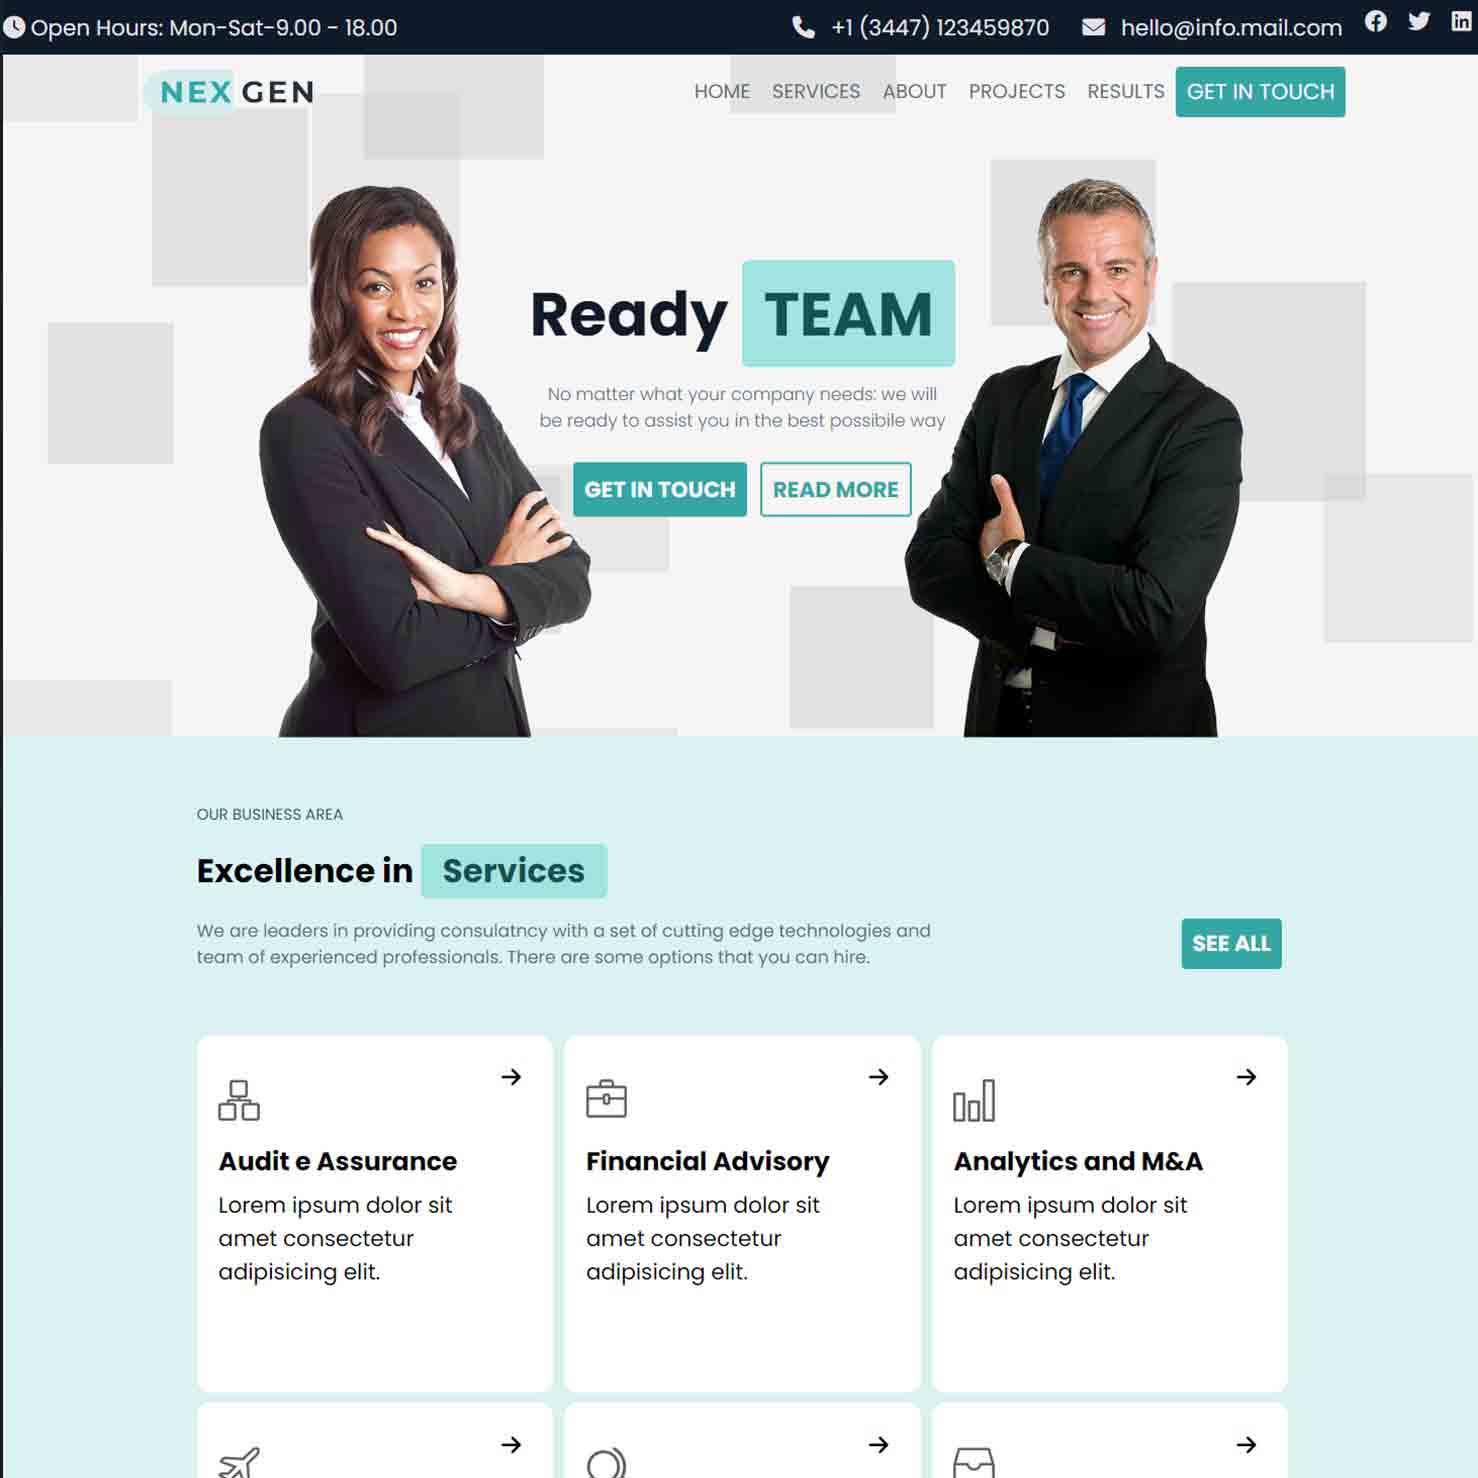 Open Hours: Mon-Sat-9.00 - 18.00
+1 (3447) 123459870
hello@info.mail.com
NEX GEN
HOME SERVICES ABOUT PROJECTS RESULTS GET IN TOUCH
Ready TEAM
No matter what your company needs: we will
be ready to assist you in the best possibile way
GET IN TOUCH READ MORE
OUR BUSINESS AREA
Excellence in Services
We are leaders in providing consulatncy with a set of cutting edge technologies and
team of experienced professionals. There are some options that you can hire.
SEE ALL
Audit e Assurance
Lorem ipsum dolor sit
amet consectetur
adipisicing elit.
Financial Advisory
Lorem ipsum dolor sit
amet consectetur
adipisicing elit.
Analytics and M&A
Lorem ipsum dolor sit
amet consectetur
adipisicing elit.